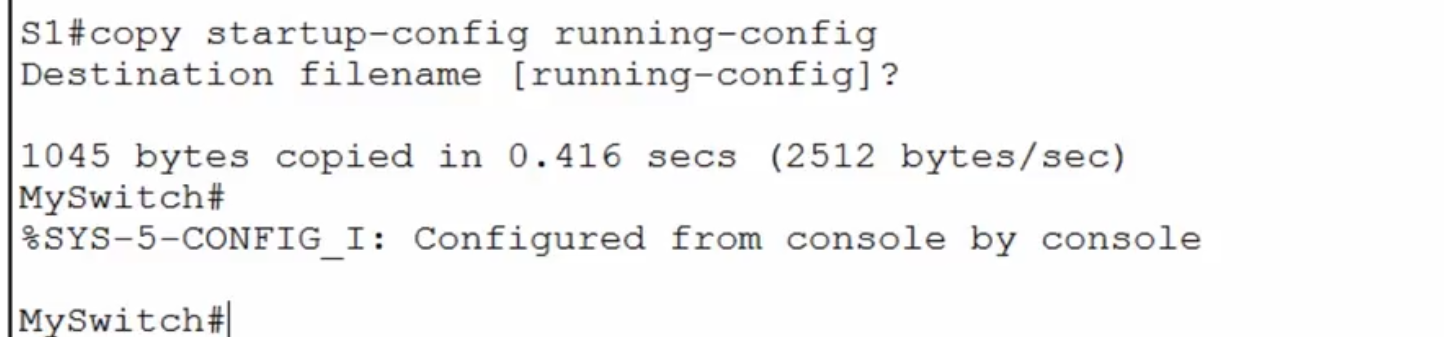 S1#copy startup-config running-config
Destination filename [running-config]?
1045 bytes copied in 0.416 secs (2512 bytes/sec)
MySwitch#
%SYS-5-CONFIG_I: Configured from console by console
MySwitch#